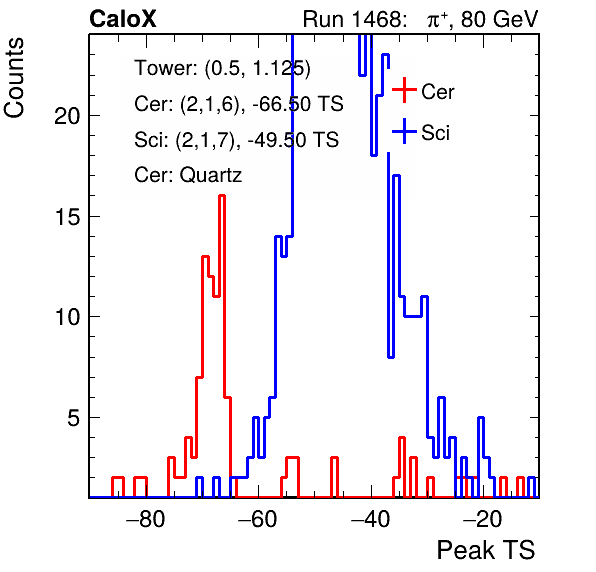 CaloX Run 1468: π⁺, 80 GeV
Counts
Tower: (0.5, 1.125)
Cer: (2,1,6), -66.50 TS
Sci: (2,1,7), -49.50 TS
Cer: Quartz
Cer
Sci
20
15
10
5
−80 −60 −40 −20
Peak TS